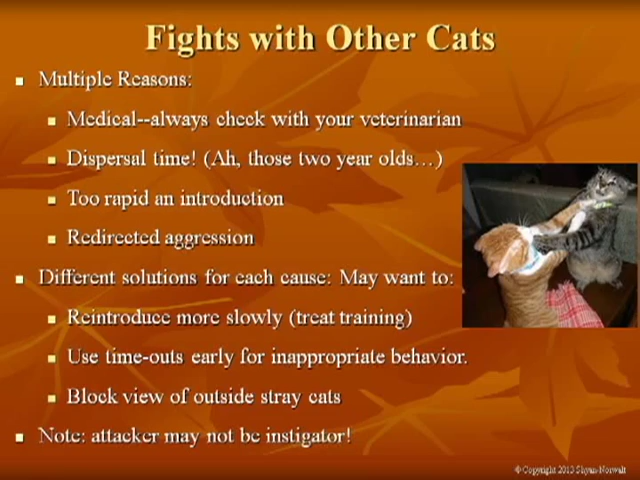 Fights with Other Cats
Multiple Reasons:
Medical--always check with your veterinarian
Dispersal time! (Ah, those two year olds…)
Too rapid an introduction
Redirected aggression
Different solutions for each cause: May want to:
Reintroduce more slowly (treat training)
Use time-outs early for inappropriate behavior.
Block view of outside stray cats
Note: attacker may not be instigator!
© Copyright 2013 Shyan-Norwalt